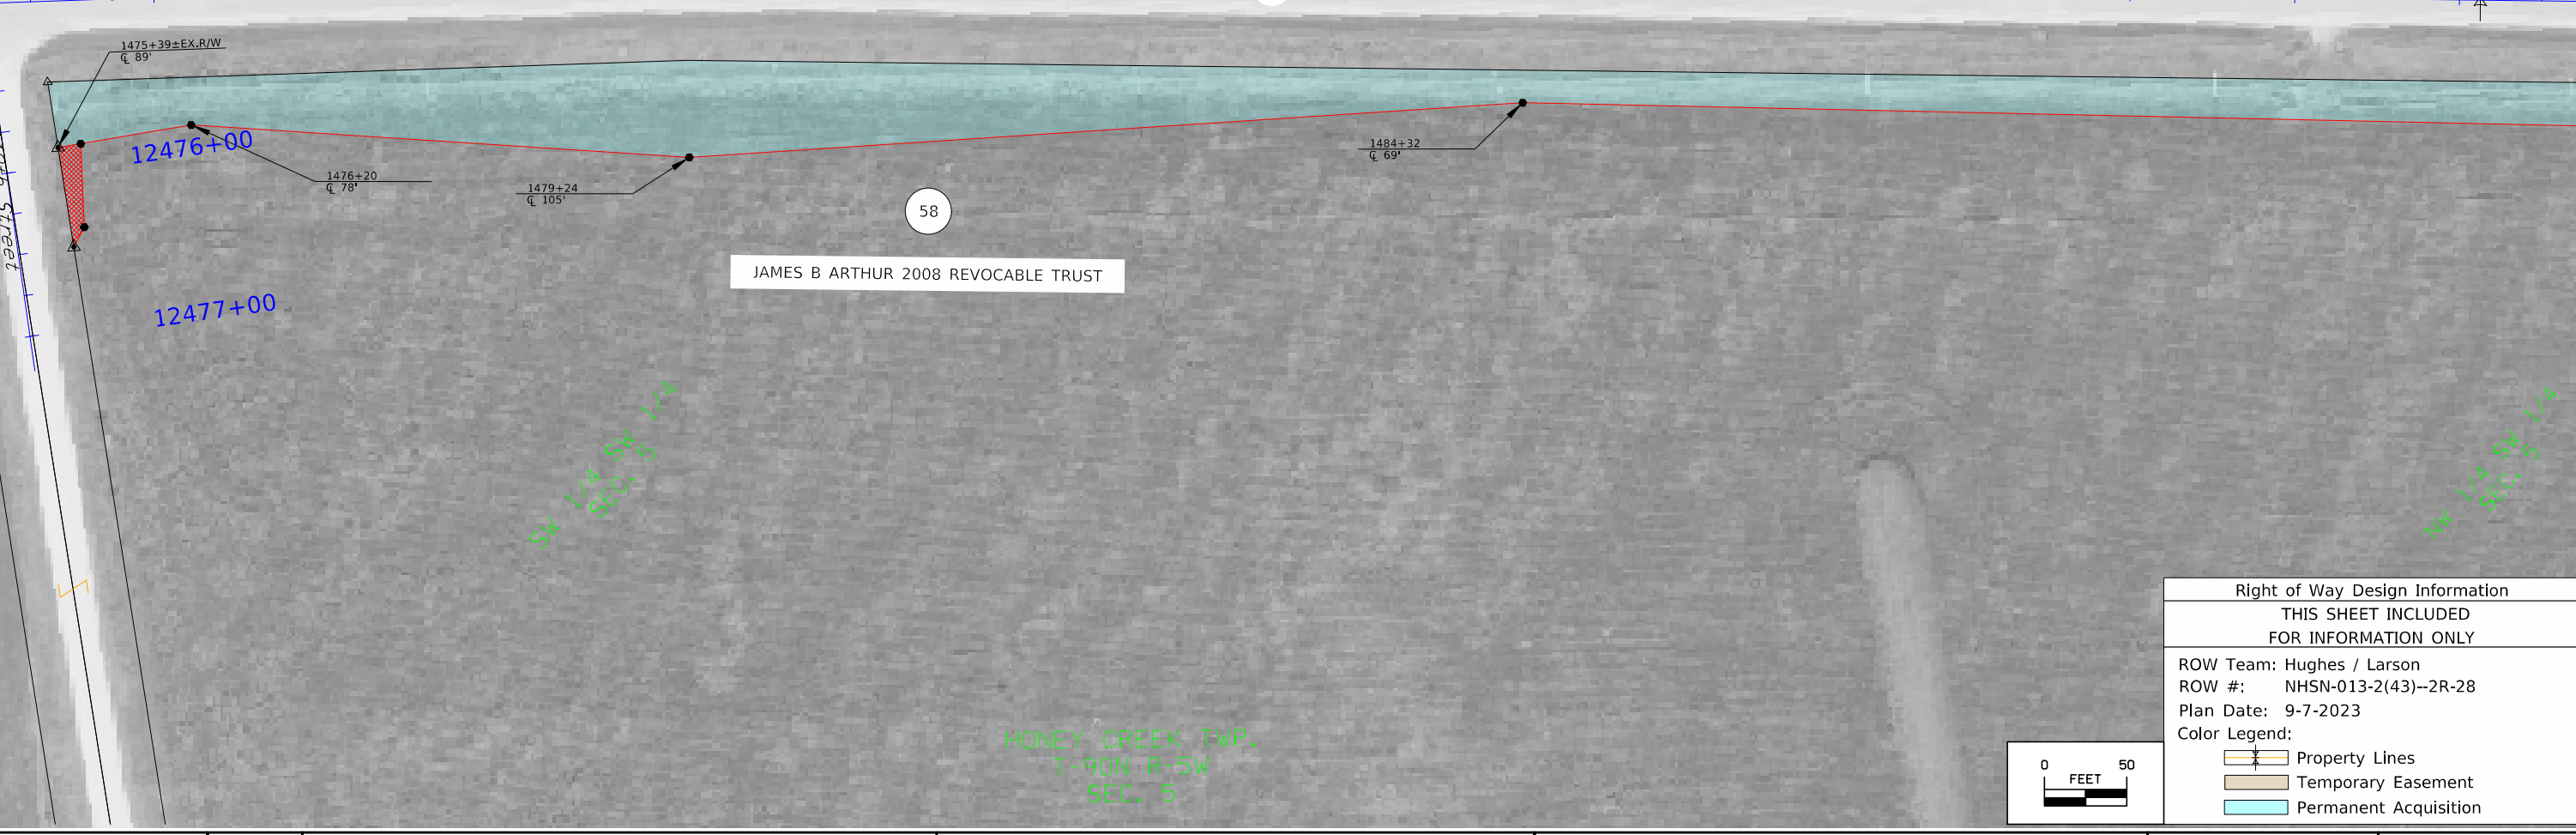 1475+39±EX.R/W
℄ 89'
12476+00
1476+20
℄ 78'
1479+24
℄ 105'
1484+32
℄ 69'
58
JAMES B ARTHUR 2008 REVOCABLE TRUST
Street
12477+00
SW 1/4 SW 1/4
SEC. 5
NW 1/4 SW 1/4
SEC. 5
HONEY CREEK TWP.
T-90N R-5W
SEC. 5
0 50
FEET
Right of Way Design Information
THIS SHEET INCLUDED
FOR INFORMATION ONLY
ROW Team: Hughes / Larson
ROW #: NHSN-013-2(43)--2R-28
Plan Date: 9-7-2023
Color Legend:
Property Lines
Temporary Easement
Permanent Acquisition